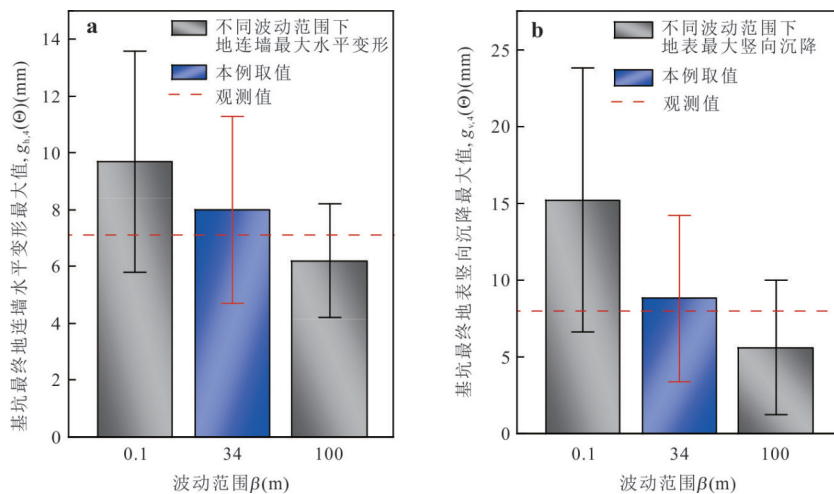 a
不同波动范围下
地连墙最大水平变形
本例取值
观测值
基坑最终地连墙水平变形最大值,g_{h,4}(Θ)(mm)
14
12
10
8
6
4
2
0
0.1
34
100
波动范围β(m)
b
不同波动范围下
地表最大竖向沉降
本例取值
观测值
基坑最终地表竖向沉降最大值,g_{v,4}(Θ)(mm)
25
20
15
10
5
0
0.1
34
100
波动范围β(m)